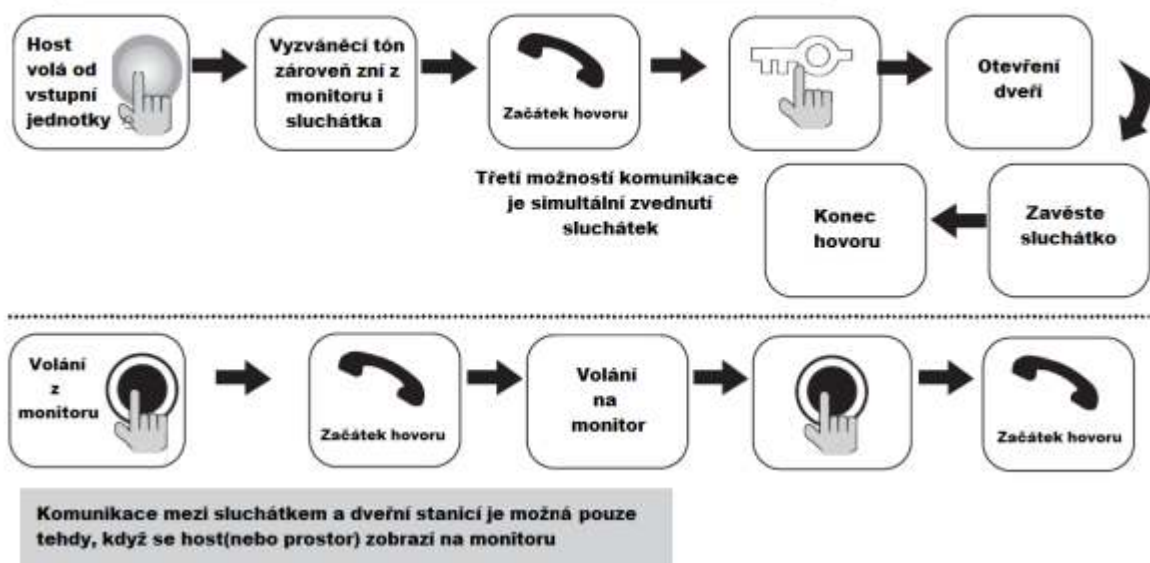 Host
volá od
vstupní
jednotky
Vyzváněcí tón
zároveň zní z
monitoru i
sluchátka
Začátek hovoru
Otevření
dveří
Třetí možností komunikace
je simultální zvednutí
sluchátek
Konec
hovoru
Zavěste
sluchátko
Volání
z
monitoru
Začátek hovoru
Volání
na
monitor
Začátek hovoru
Komunikace mezi sluchátkem a dveřní stanicí je možná pouze
tehdy, když se host(nebo prostor) zobrazí na monitoru